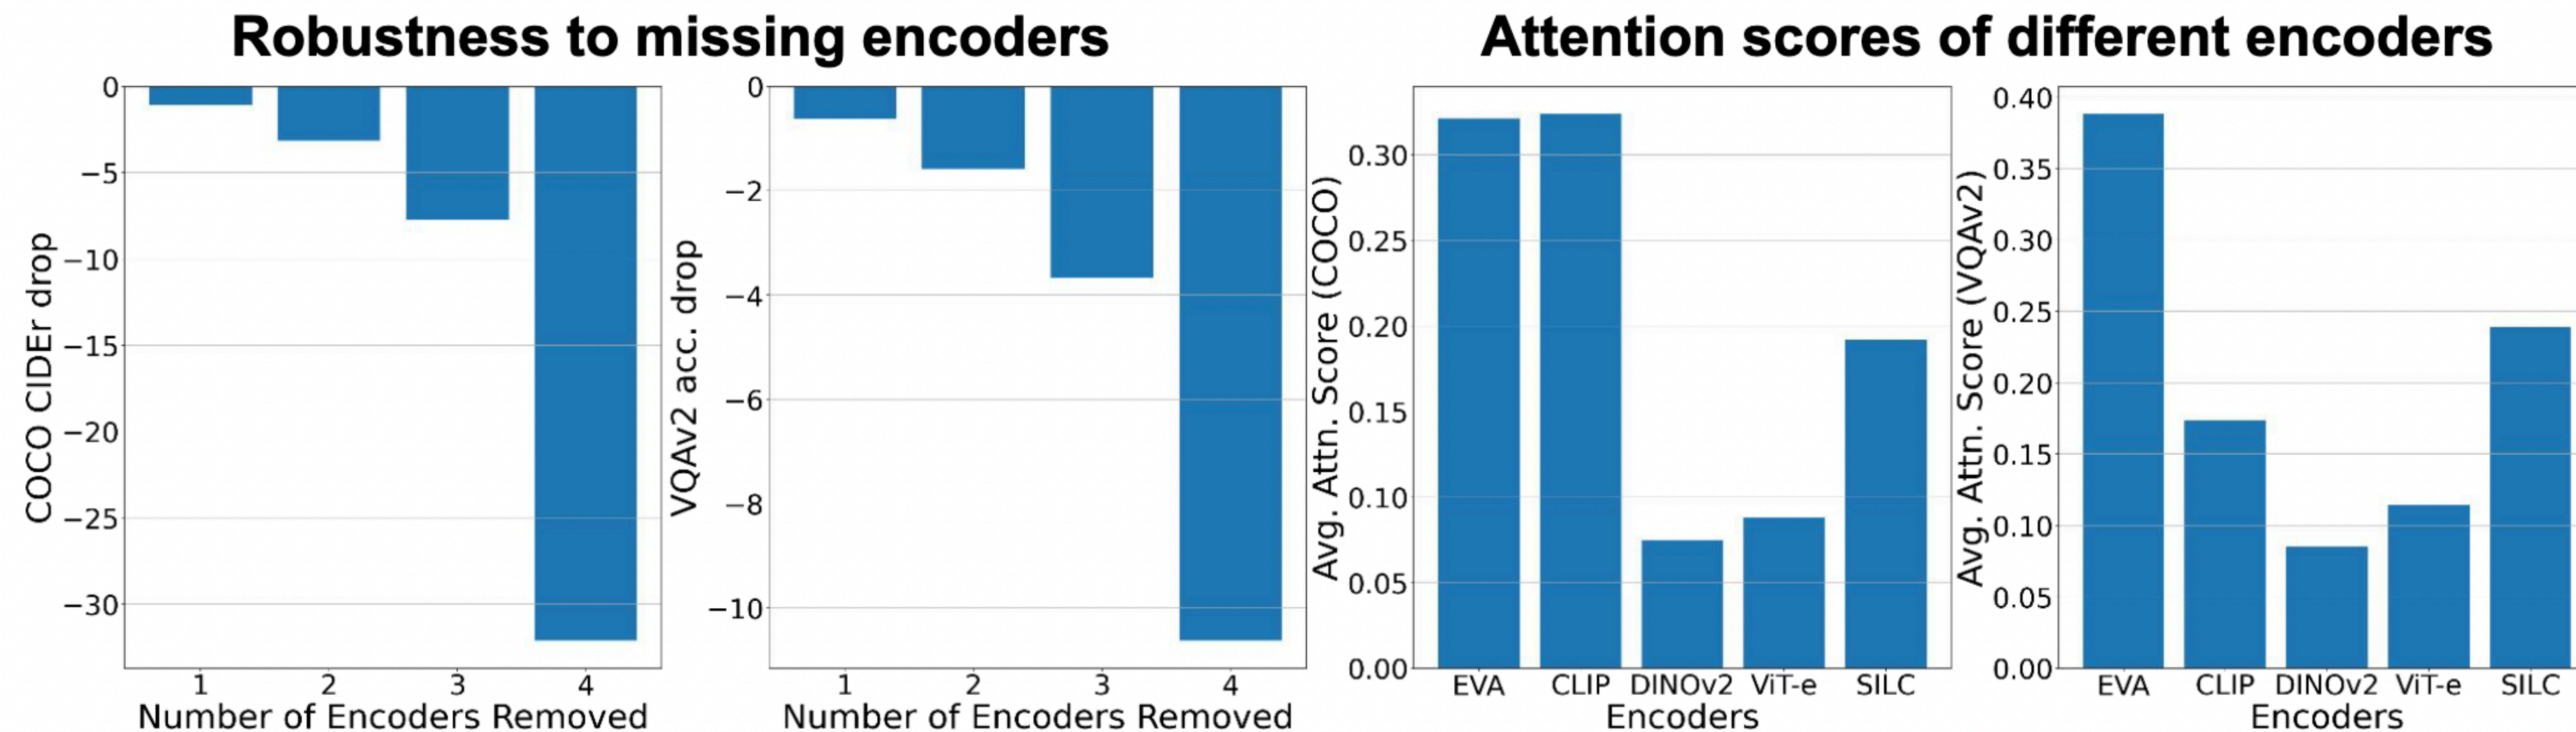 Robustness to missing encoders
Attention scores of different encoders
COCO CIDEr drop
0
−5
−10
−15
−20
−25
−30
1 2 3 4
Number of Encoders Removed
VQAv2 acc. drop
0
−2
−4
−6
−8
−10
1 2 3 4
Number of Encoders Removed
Avg. Attn. Score (COCO)
0.30
0.25
0.20
0.15
0.10
0.05
0.00
EVA CLIP DINOv2 ViT-e SILC
Encoders
Avg. Attn. Score (VQAv2)
0.40
0.35
0.30
0.25
0.20
0.15
0.10
0.05
0.00
EVA CLIP DINOv2 ViT-e SILC
Encoders